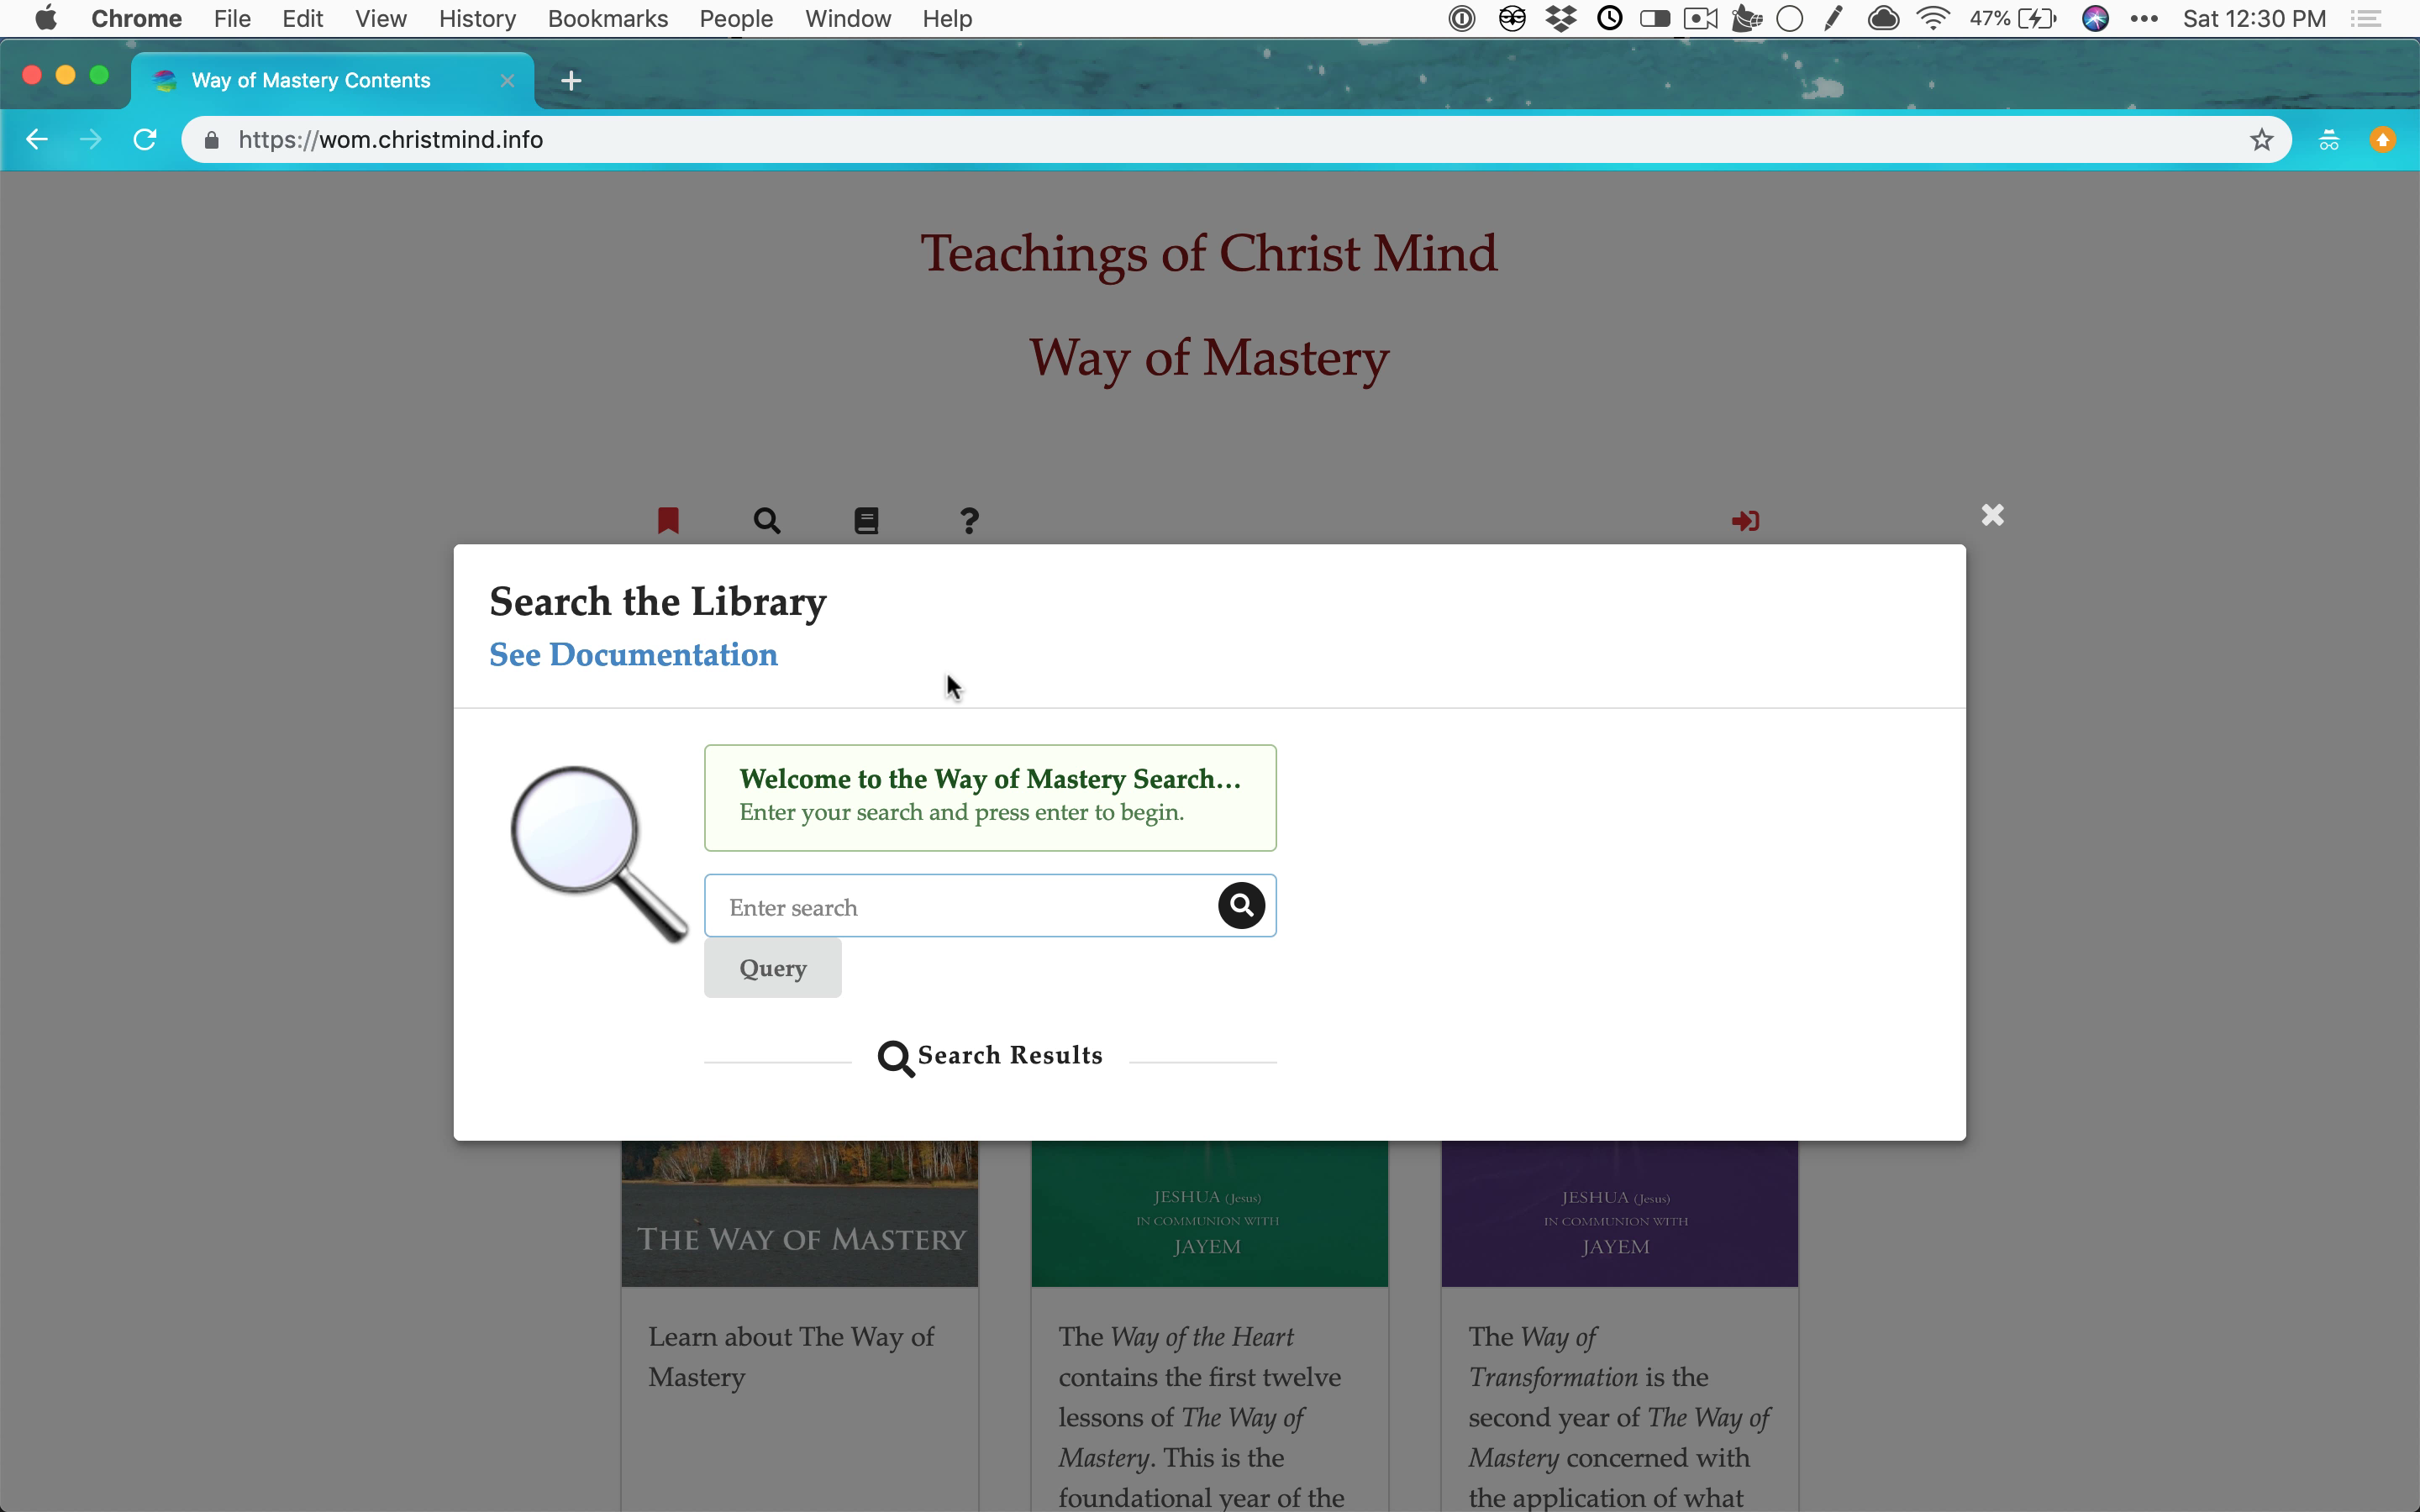 Chrome File Edit View History Bookmarks People Window Help 47% Sat 12:30 PM
Way of Mastery Contents
https://wom.christmind.info
Teachings of Christ Mind
Way of Mastery
Search the Library
See Documentation
Welcome to the Way of Mastery Search...
Enter your search and press enter to begin.
Enter search
Query
Search Results
THE WAY OF MASTERY
Learn about The Way of
Mastery
JESHUA (Jesus)
IN COMMUNION WITH
JAYEM
The Way of the Heart
contains the first twelve
lessons of The Way of
Mastery. This is the
foundational year of the
JESHUA (Jesus)
IN COMMUNION WITH
JAYEM
The Way of
Transformation is the
second year of The Way of
Mastery concerned with
the application of what